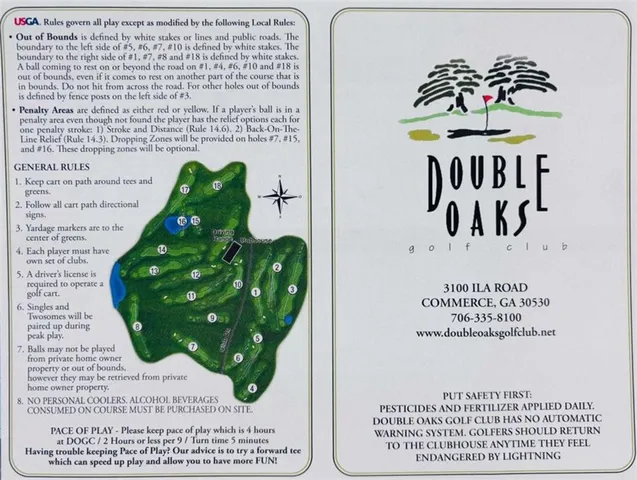 USGA. Rules govern all play except as modified by the following Local Rules:
• Out of Bounds is defined by white stakes or lines and public roads. The
boundary to the left side of #5, #6, #7, #10 is defined by white stakes. The
boundary to the right side of #1, #7, #8 and #18 is defined by white stakes.
A ball coming to rest on or beyond the road on #1, #4, #6, #10 and #18 is
out of bounds, even if it comes to rest on another part of the course that is
in bounds. Do not hit from across the road. For other holes out of bounds
is defined by fence posts on the left side of #3.
• Penalty Areas are defined as either red or yellow. If a player's ball is in a
penalty area even though not found the player has the relief options each for
one penalty stroke: 1) Stroke and Distance (Rule 14.6). 2) Back-On-The-
Line Relief (Rule 14.3). Dropping Zones will be provided on holes #7, #15,
and #16. These dropping zones will be optional.
GENERAL RULES
1. Keep cart on path around tees and
greens.
2. Follow all cart path directional
signs.
3. Yardage markers are to the
center of greens.
4. Each player must have
own set of clubs.
5. A driver's license is
required to operate a
golf cart.
6. Singles and
Twosomes will be
paired up during
peak play.
7. Balls may not be played
from private home owner
property or out of bounds,
however they may be retrieved from private
home owner property.
8. NO PERSONAL COOLERS. ALCOHOL BEVERAGES
CONSUMED ON COURSE MUST BE PURCHASED ON SITE.
PACE OF PLAY - Please keep pace of play which is 4 hours
at DOGC / 2 Hours or less per 9 / Turn time 5 minutes
Having trouble keeping Pace of Play? Our advice is to try a forward tee
which can speed up play and allow you to have more FUN!
17
18
16
15
Driving
Range
14
13
12
11
10
9
8
7
6
5
4
3
2
1
DOUBLE
OAKS
golf club
3100 ILA ROAD
COMMERCE, GA 30530
706-335-8100
www.doubleoaksgolfclub.net
PUT SAFETY FIRST:
PESTICIDES AND FERTILIZER APPLIED DAILY.
DOUBLE OAKS GOLF CLUB HAS NO AUTOMATIC
WARNING SYSTEM. GOLFERS SHOULD RETURN
TO THE CLUBHOUSE ANYTIME THEY FEEL
ENDANGERED BY LIGHTNING